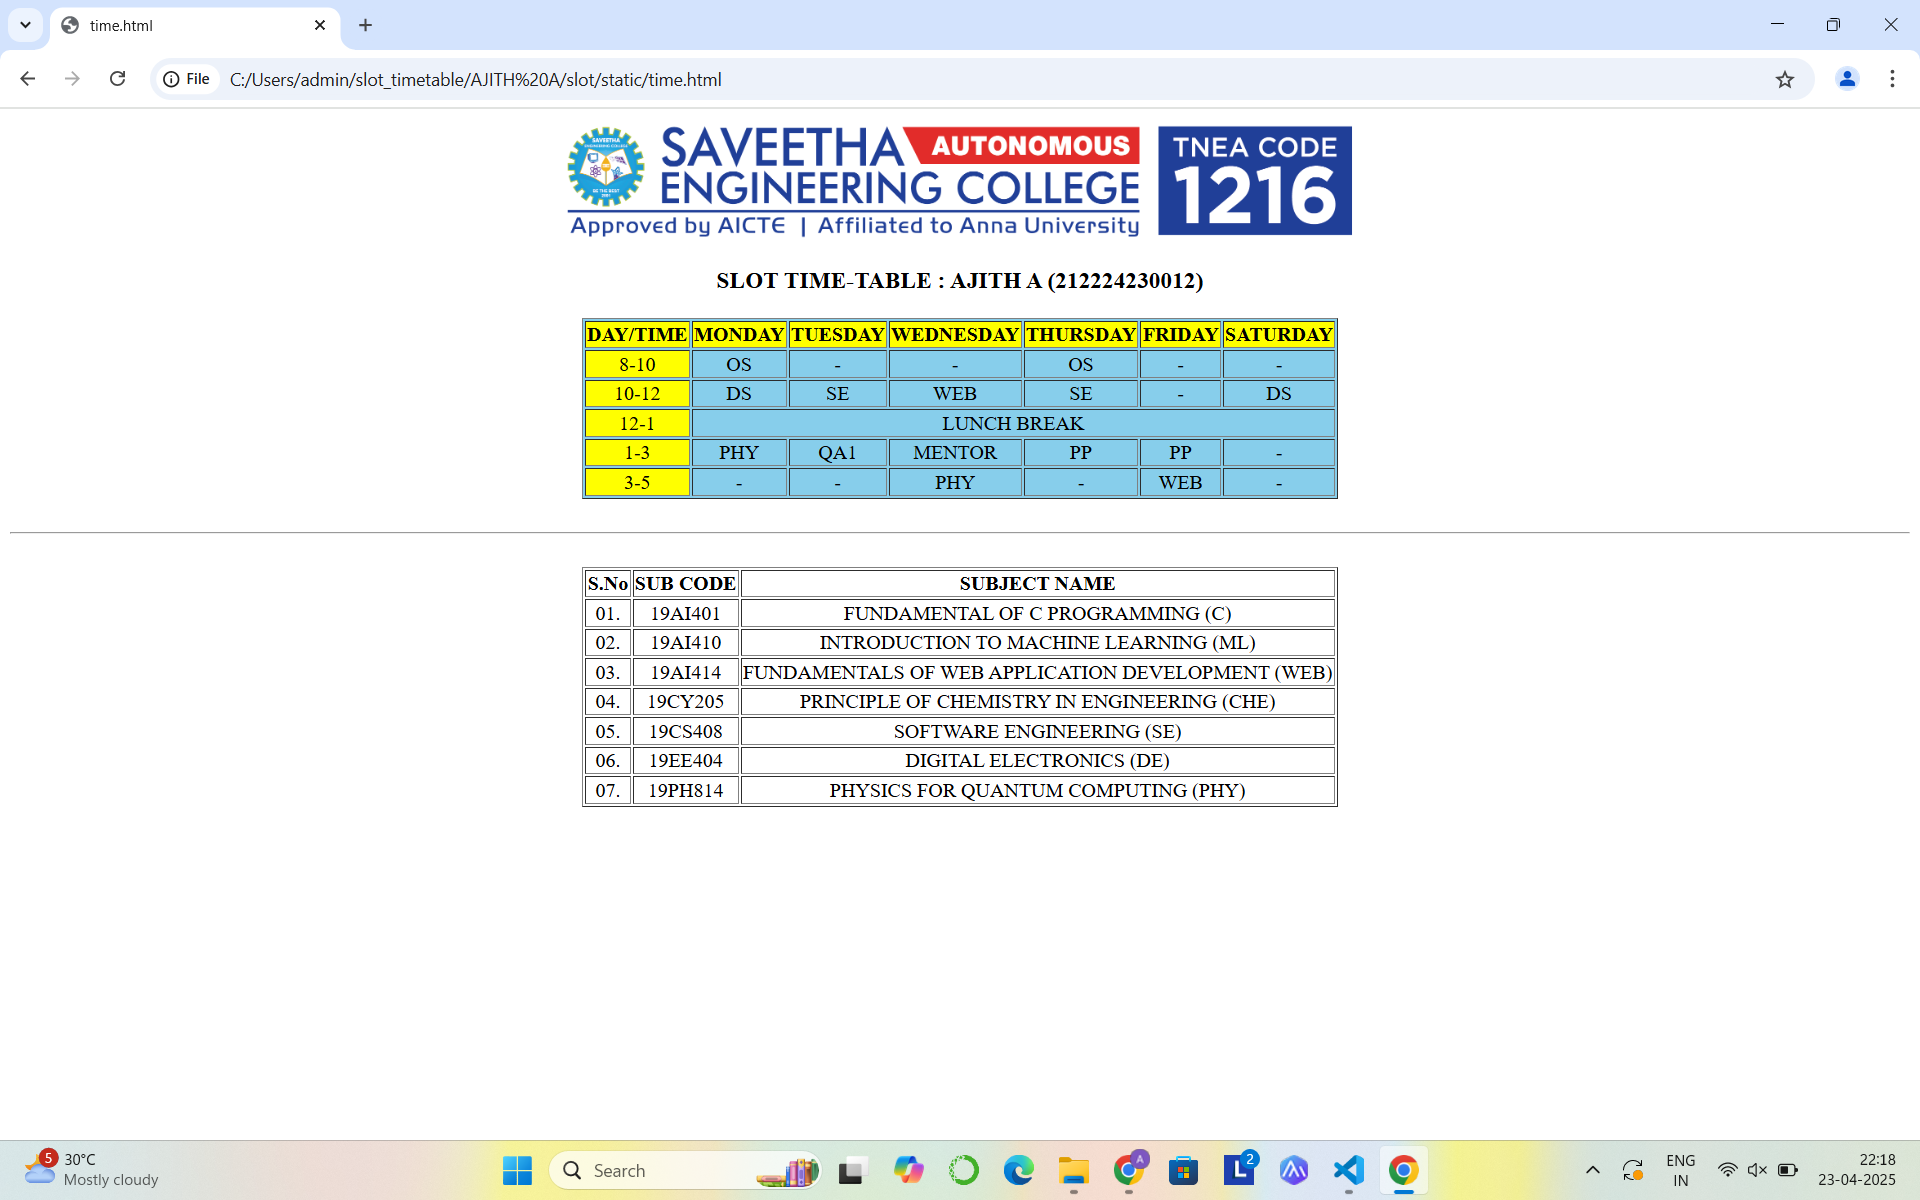 time.html
File C:/Users/admin/slot_timetable/AJITH%20A/slot/static/time.html
SAVEETHA AUTONOMOUS
ENGINEERING COLLEGE
Approved by AICTE | Affiliated to Anna University
TNEA CODE
1216
SLOT TIME-TABLE : AJITH A (212224230012)
DAY/TIME MONDAY TUESDAY WEDNESDAY THURSDAY FRIDAY SATURDAY
8-10 OS - - OS - -
10-12 DS SE WEB SE - DS
12-1 LUNCH BREAK
1-3 PHY QA1 MENTOR PP PP -
3-5 - - PHY - WEB -
S.No SUB CODE SUBJECT NAME
01. 19AI401 FUNDAMENTAL OF C PROGRAMMING (C)
02. 19AI410 INTRODUCTION TO MACHINE LEARNING (ML)
03. 19AI414 FUNDAMENTALS OF WEB APPLICATION DEVELOPMENT (WEB)
04. 19CY205 PRINCIPLE OF CHEMISTRY IN ENGINEERING (CHE)
05. 19CS408 SOFTWARE ENGINEERING (SE)
06. 19EE404 DIGITAL ELECTRONICS (DE)
07. 19PH814 PHYSICS FOR QUANTUM COMPUTING (PHY)
5 30°C
Mostly cloudy
Search
A
L 2
ENG
IN
22:18
23-04-2025